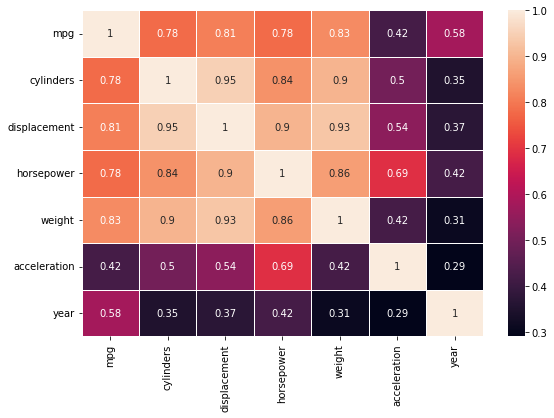 mpg 1 0.78 0.81 0.78 0.83 0.42 0.58
cylinders 0.78 1 0.95 0.84 0.9 0.5 0.35
displacement 0.81 0.95 1 0.9 0.93 0.54 0.37
horsepower 0.78 0.84 0.9 1 0.86 0.69 0.42
weight 0.83 0.9 0.93 0.86 1 0.42 0.31
acceleration 0.42 0.5 0.54 0.69 0.42 1 0.29
year 0.58 0.35 0.37 0.42 0.31 0.29 1
mpg cylinders displacement horsepower weight acceleration year
1.0
0.9
0.8
0.7
0.6
0.5
0.4
0.3